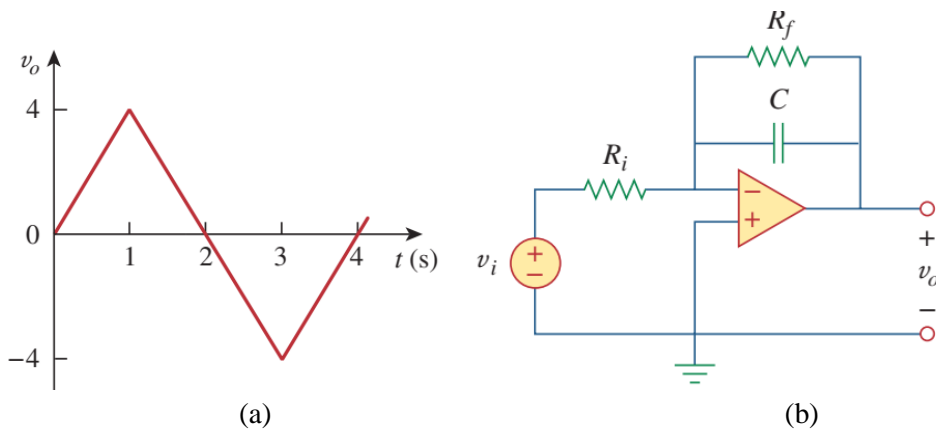 v_o
4
0
−4
1
2
3
4
t (s)
(a)
R_f
C
R_i
−
+
+
−
v_i
+
v_o
−
(b)